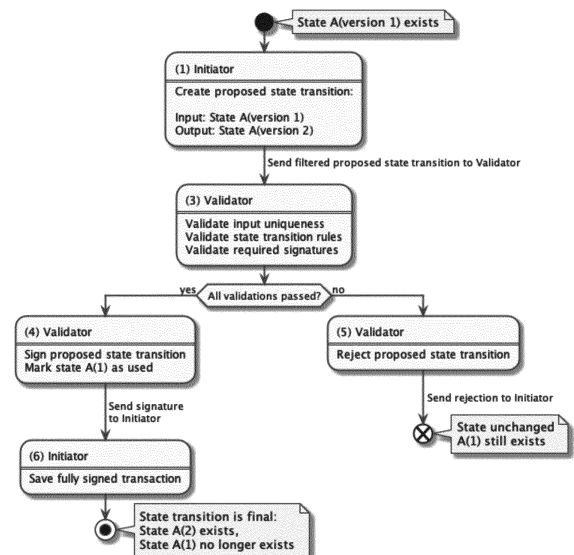 State A(version 1) exists
(1) Initiator
Create proposed state transition:
Input: State A(version 1)
Output: State A(version 2)
Send filtered proposed state transition to Validator
(3) Validator
Validate input uniqueness
Validate state transition rules
Validate required signatures
yes
All validations passed?
no
(4) Validator
Sign proposed state transition
Mark state A(1) as used
(5) Validator
Reject proposed state transition
Send signature
to Initiator
Send rejection to Initiator
State unchanged
A(1) still exists
(6) Initiator
Save fully signed transaction
State transition is final:
State A(2) exists,
State A(1) no longer exists